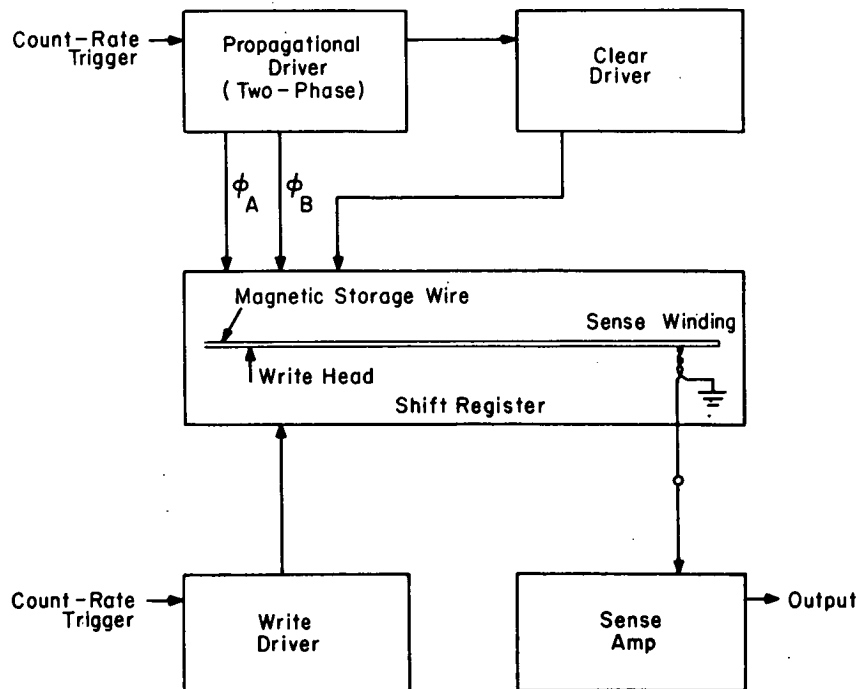 Count-Rate
Trigger
Propagational
Driver
(Two-Phase)
Clear
Driver
ϕA
ϕB
Magnetic Storage Wire
Sense Winding
Write Head
Shift Register
Count-Rate
Trigger
Write
Driver
Sense
Amp
Output